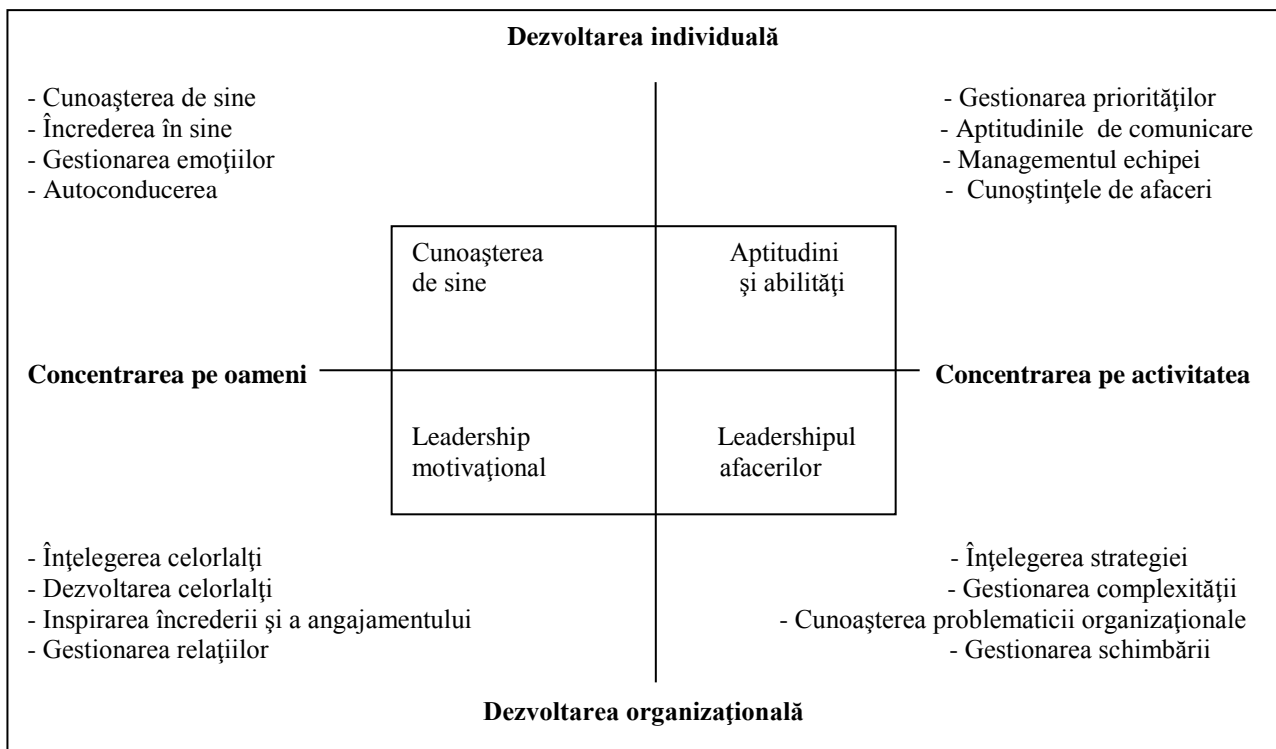 Dezvoltarea individuală
- Cunoaşterea de sine
- Încrederea în sine
- Gestionarea emoţiilor
- Autoconducerea
- Gestionarea priorităţilor
- Aptitudinile de comunicare
- Managementul echipei
- Cunoştinţele de afaceri
Cunoaşterea
de sine
Aptitudini
şi abilităţi
Concentrarea pe oameni
Concentrarea pe activitatea
Leadership
motivaţional
Leadershipul
afacerilor
- Înţelegerea celorlalţi
- Dezvoltarea celorlalţi
- Inspirarea încrederii şi a angajamentului
- Gestionarea relaţiilor
- Înţelegerea strategiei
- Gestionarea complexităţii
- Cunoaşterea problematicii organizaţionale
- Gestionarea schimbării
Dezvoltarea organizaţională